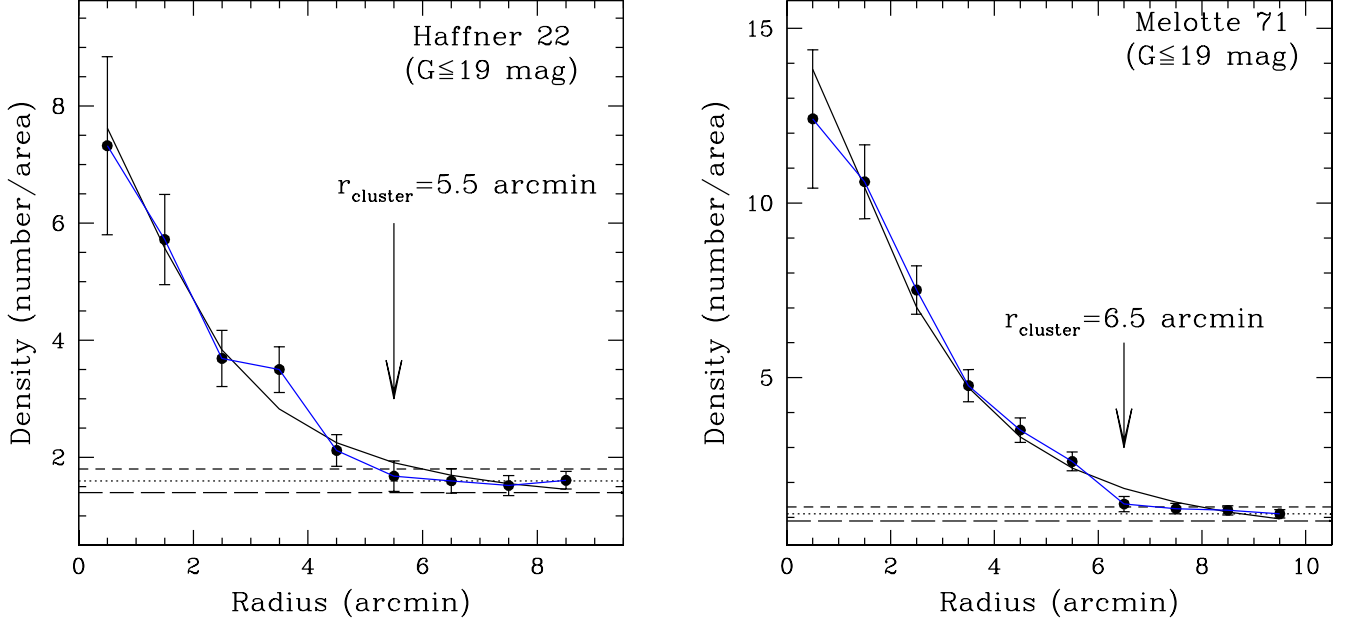 Haffner 22
(G≦19 mag)
r_cluster=5.5 arcmin
Density (number/area)
8
6
4
2
0
2
4
6
8
Radius (arcmin)
Melotte 71
(G≦19 mag)
r_cluster=6.5 arcmin
Density (number/area)
15
10
5
0
2
4
6
8
10
Radius (arcmin)